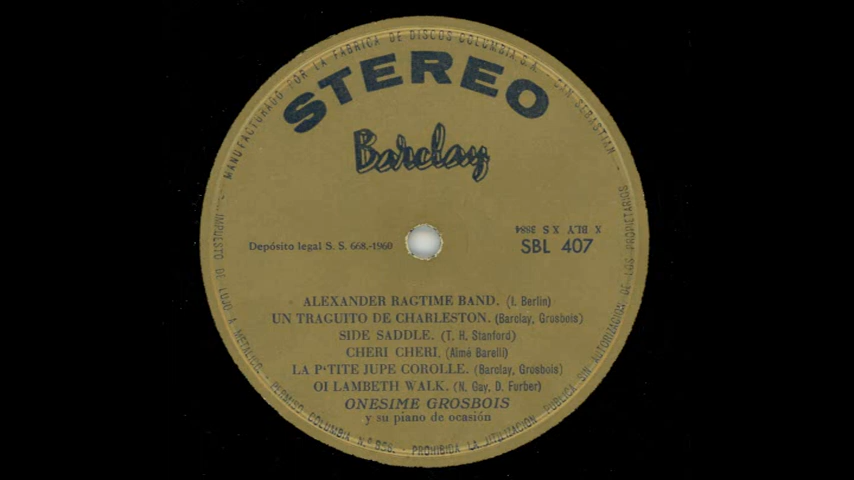 MANUFACTURADO POR LA FABRICA DE DISCOS COLUMBIA S.A. SAN SEBASTIAN -
STEREO
Barclay
Depósito legal S. S. 668.-1960
X BLY X S 2684
SBL 407
ALEXANDER RAGTIME BAND. (I. Berlin)
UN TRAGUITO DE CHARLESTON. (Barclay, Grosbois)
SIDE SADDLE. (T. H. Stanford)
CHERI CHERI, (Aimé Barelli)
LA P'TITE JUPE COROLLE. (Barclay, Grosbois)
OI LAMBETH WALK. (N. Gay, D. Furber)
ONESIME GROSBOIS
y su piano de ocasión
IMPUESTO DE LUJO A METALICO. - PERMISO COLUMBIA N.º 956. - PROHIBIDA LA UTILIZACION PUBLICA SIN AUTORIZACION DE LOS PROPIETARIOS